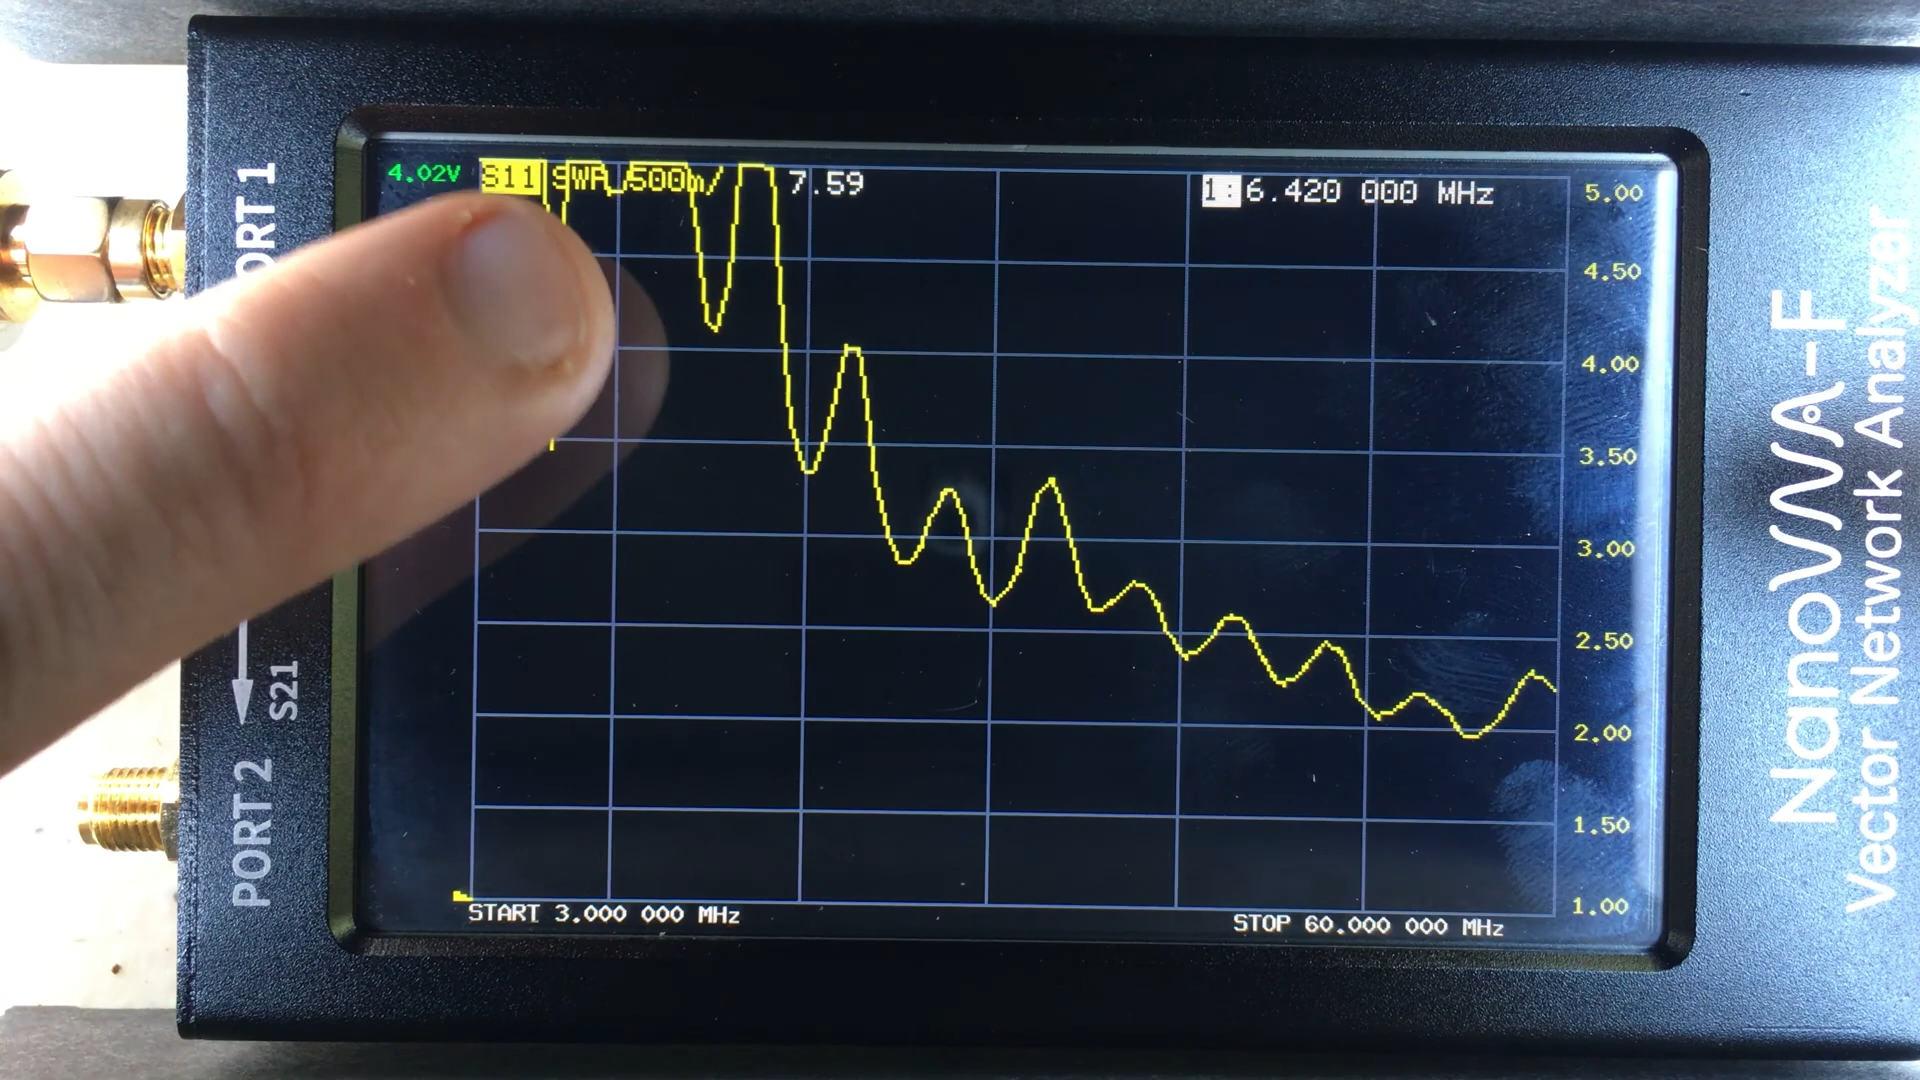 4.02V S11 SWR 500m/ 7.59 1: 6.420 000 MHz
5.00
4.50
4.00
3.50
3.00
2.50
2.00
1.50
1.00
START 3.000 000 MHz STOP 60.000 000 MHz
ORT 1
S21
PORT 2
NanoVNA-F
Vector Network Analyzer